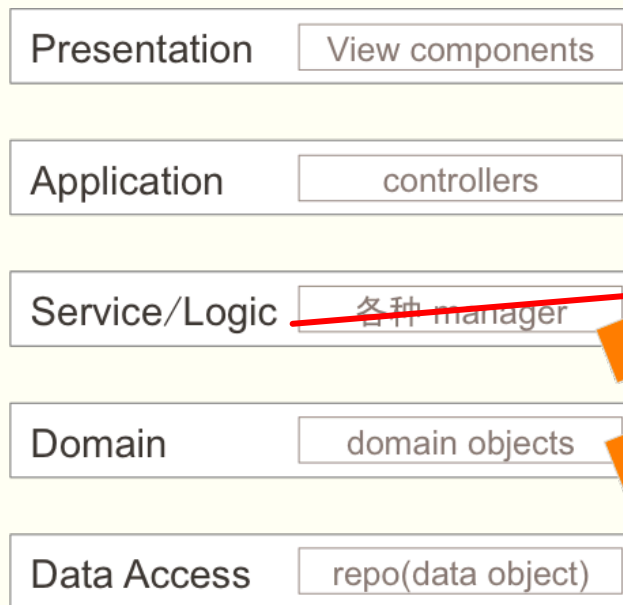 Presentation View components
Application controllers
Service/Logic 各种 manager
Domain domain objects
Data Access repo(data object)